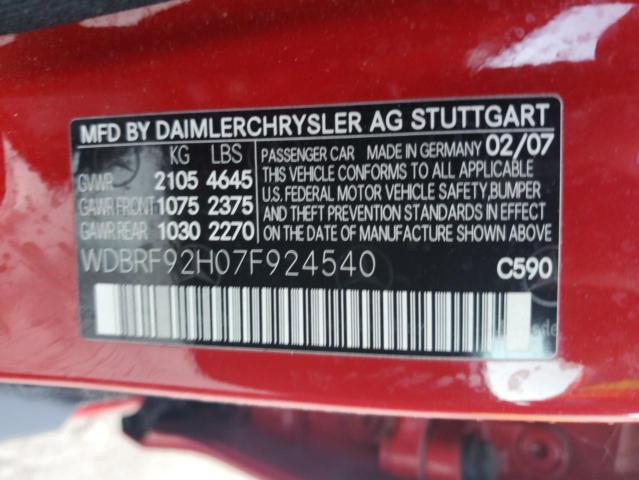 MFD BY DAIMLERCHRYSLER AG STUTTGART
KG LBS
GVWR 2105 4645
GAWR FRONT 1075 2375
GAWR REAR 1030 2270
PASSENGER CAR MADE IN GERMANY 02/07
THIS VEHICLE CONFORMS TO ALL APPLICABLE
U.S. FEDERAL MOTOR VEHICLE SAFETY, BUMPER
AND THEFT PREVENTION STANDARDS IN EFFECT
ON THE DATE OF MANUFACTURE SHOWN ABOVE.
WDBRF92H07F924540
C590